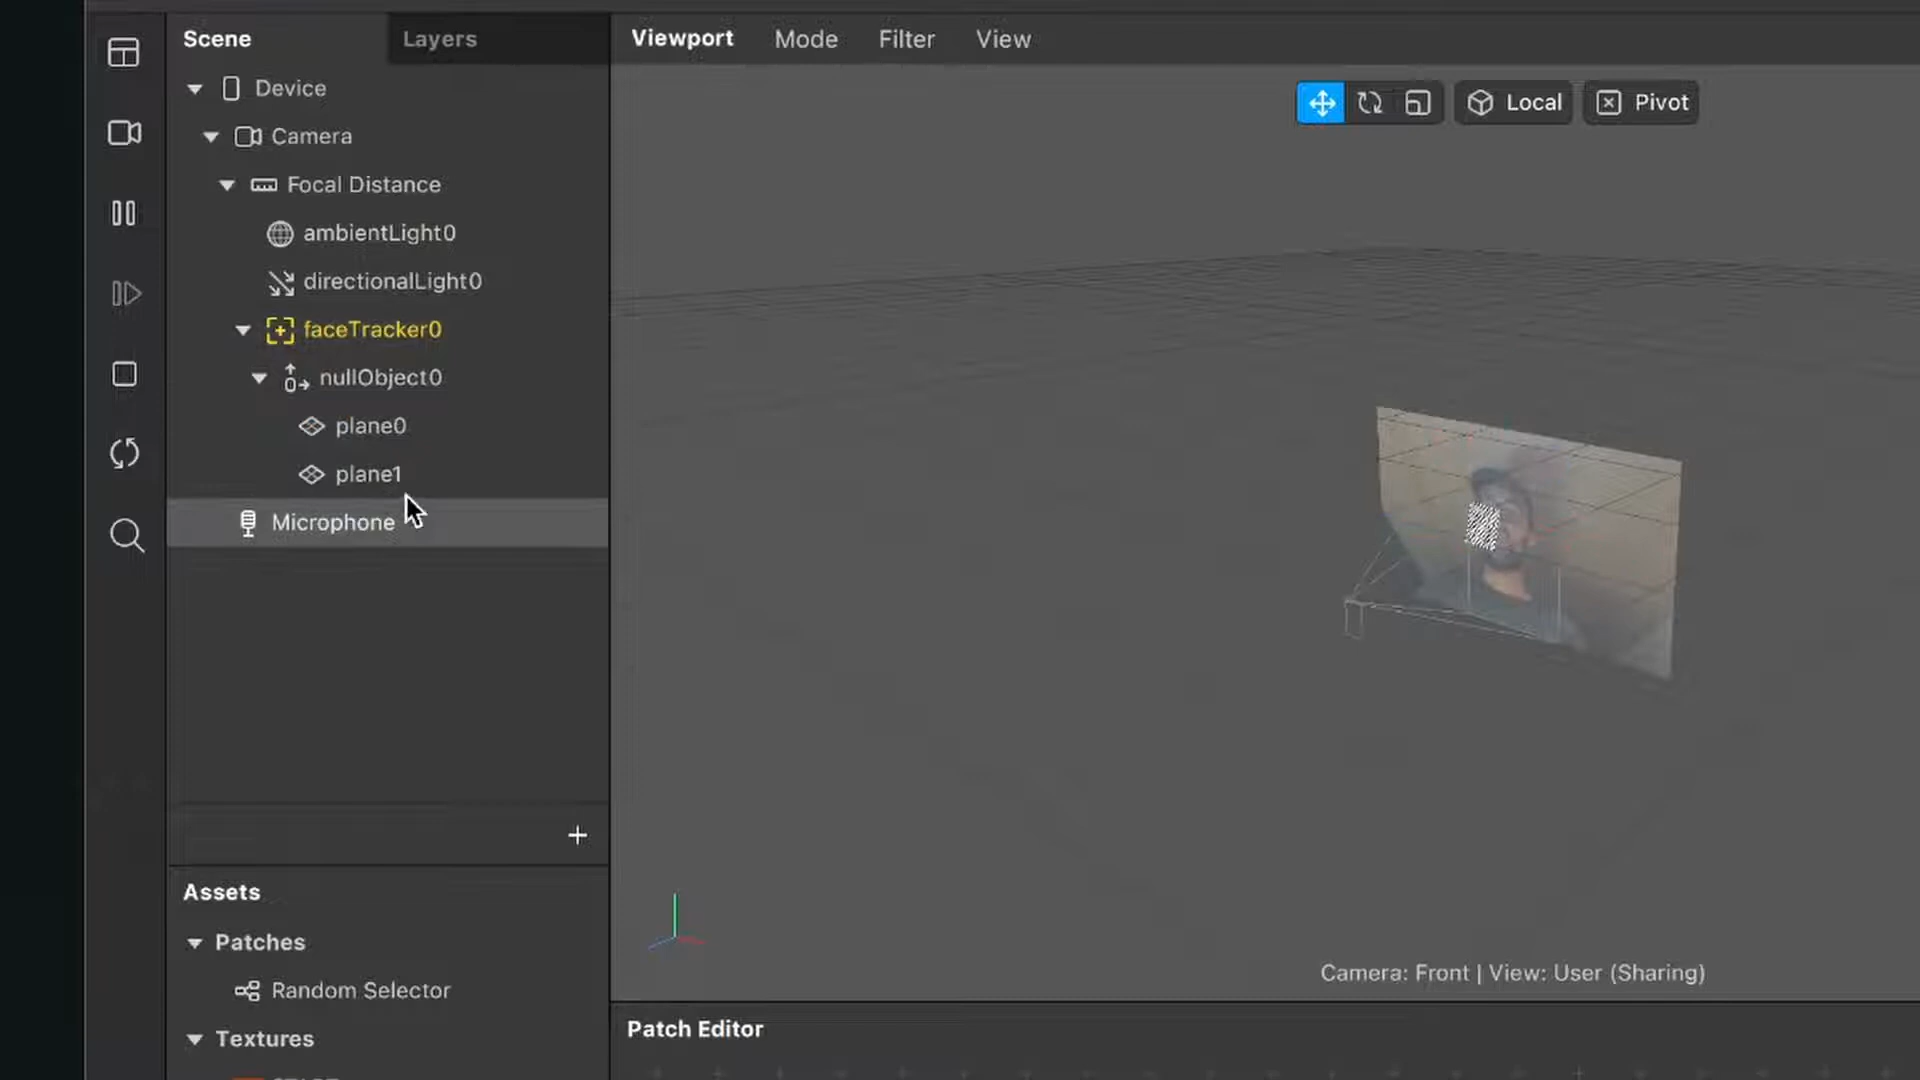 Scene
Layers
Device
Camera
Focal Distance
ambientLight0
directionalLight0
faceTracker0
nullObject0
plane0
plane1
Microphone
Assets
Patches
Random Selector
Textures
Viewport Mode Filter View
Local
Pivot
Camera: Front | View: User (Sharing)
Patch Editor